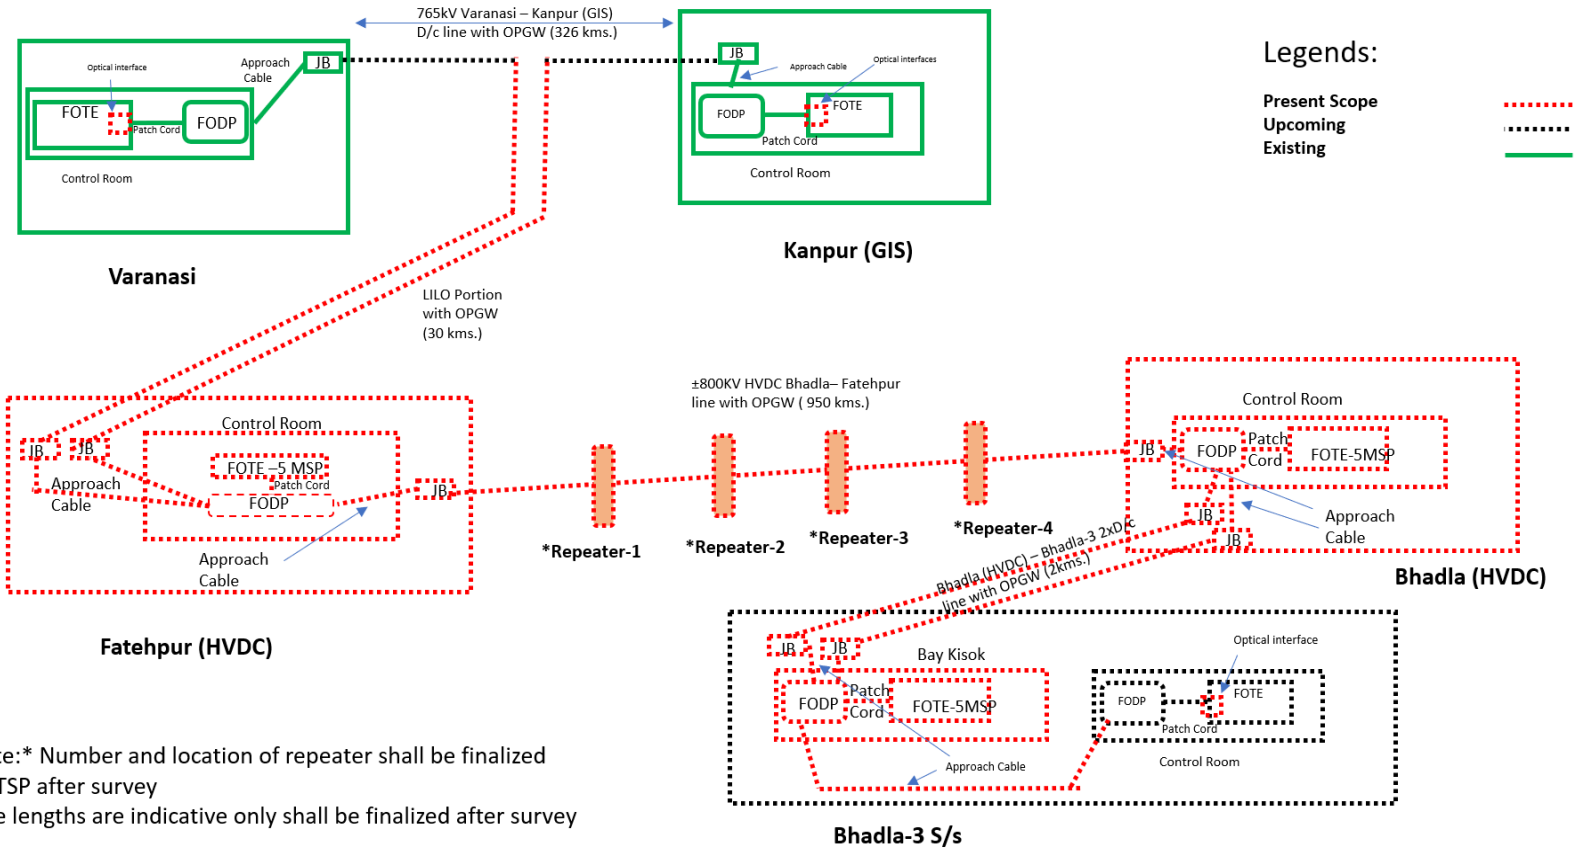 765kV Varanasi – Kanpur (GIS)
D/c line with OPGW (326 kms.)
Optical interface
Approach
Cable
JB
FOTE
Patch Cord
FODP
Control Room
Varanasi
JB
Approach Cable
Optical interfaces
FODP
FOTE
Patch Cord
Control Room
Kanpur (GIS)
Legends:
Present Scope
Upcoming
Existing
LILO Portion
with OPGW
(30 kms.)
±800KV HVDC Bhadla– Fatehpur
line with OPGW ( 950 kms.)
Control Room
JB
JB
FOTE –5 MSP
Patch Cord
FODP
Approach
Cable
JB
Approach
Cable
Fatehpur (HVDC)
*Repeater-1
*Repeater-2
*Repeater-3
*Repeater-4
Control Room
JB
FODP
Patch
Cord
FOTE-5MSP
JB
JB
Approach
Cable
Bhadla (HVDC)
Bhadla (HVDC) – Bhadla-3 2xD/c
line with OPGW (2kms.)
JB
JB
Bay Kisok
FODP
Patch
Cord
FOTE-5MSP
Optical interface
FODP
FOTE
Patch Cord
Control Room
Approach Cable
Bhadla-3 S/s
te:* Number and location of repeater shall be finalized
TSP after survey
e lengths are indicative only shall be finalized after survey